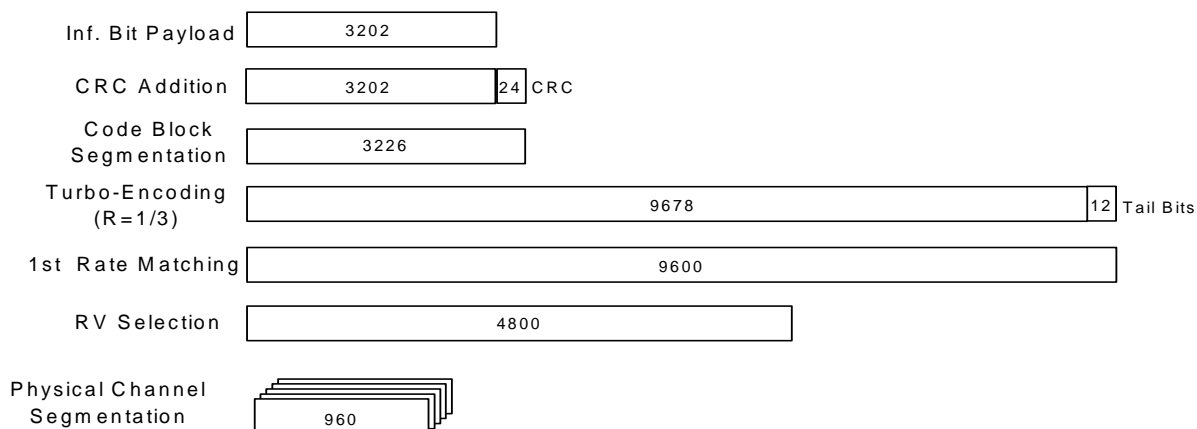 Inf. Bit Payload 3202
CRC Addition 3202 24 CRC
Code Block
Segmentation 3226
Turbo-Encoding
(R=1/3) 9678 12 Tail Bits
1st Rate Matching 9600
RV Selection 4800
Physical Channel
Segmentation 960